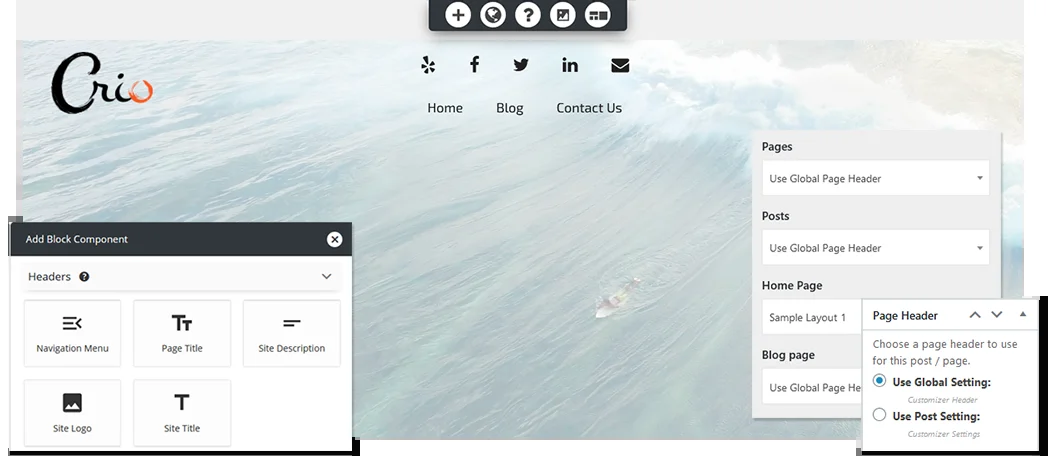 Crio
Home Blog Contact Us
Pages
Use Global Page Header
Posts
Use Global Page Header
Home Page
Sample Layout 1
Blog page
Use Global Page He
Add Block Component
Headers
Navigation Menu
Page Title
Site Description
Site Logo
Site Title
Page Header
Choose a page header to use
for this post / page.
Use Global Setting:
Customizer Header
Use Post Setting:
Customizer Settings